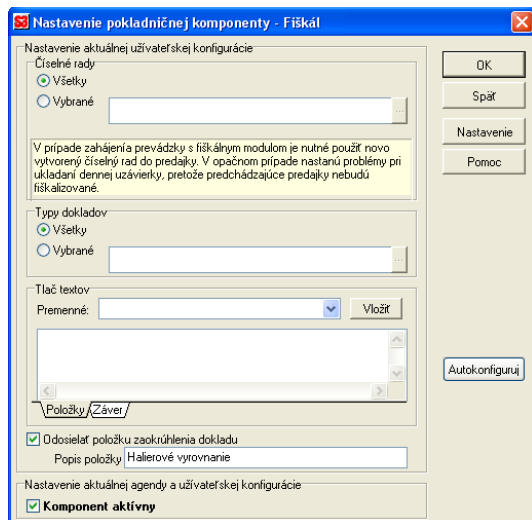 S3 Nastavenie pokladničnej komponenty - Fiškál
Nastavenie aktuálnej užívateľskej konfigurácie
Číselné rady
Všetky
Vybrané
...
V prípade zahájenía prevádzky s fiškálnym modulom je nutné použiť novo
vytvorený číselný rad do predajky. V opačnom prípade nastanú problémy pri
ukladaní dennej uzávierky, pretože predchádzajúce predajky nebudú
fiškalizované.
Typy dokladov
Všetky
Vybrané
...
Tlač textov
Premenné:
Vložiť
Položky
Záver
Odosielať položku zaokrúhlenia dokladu
Popis položky
Halierové vyrovnanie
Nastavenie aktuálnej agendy a užívateľskej konfigurácie
Komponent aktívny
OK
Späť
Nastavenie
Pomoc
Autokonfiguruj